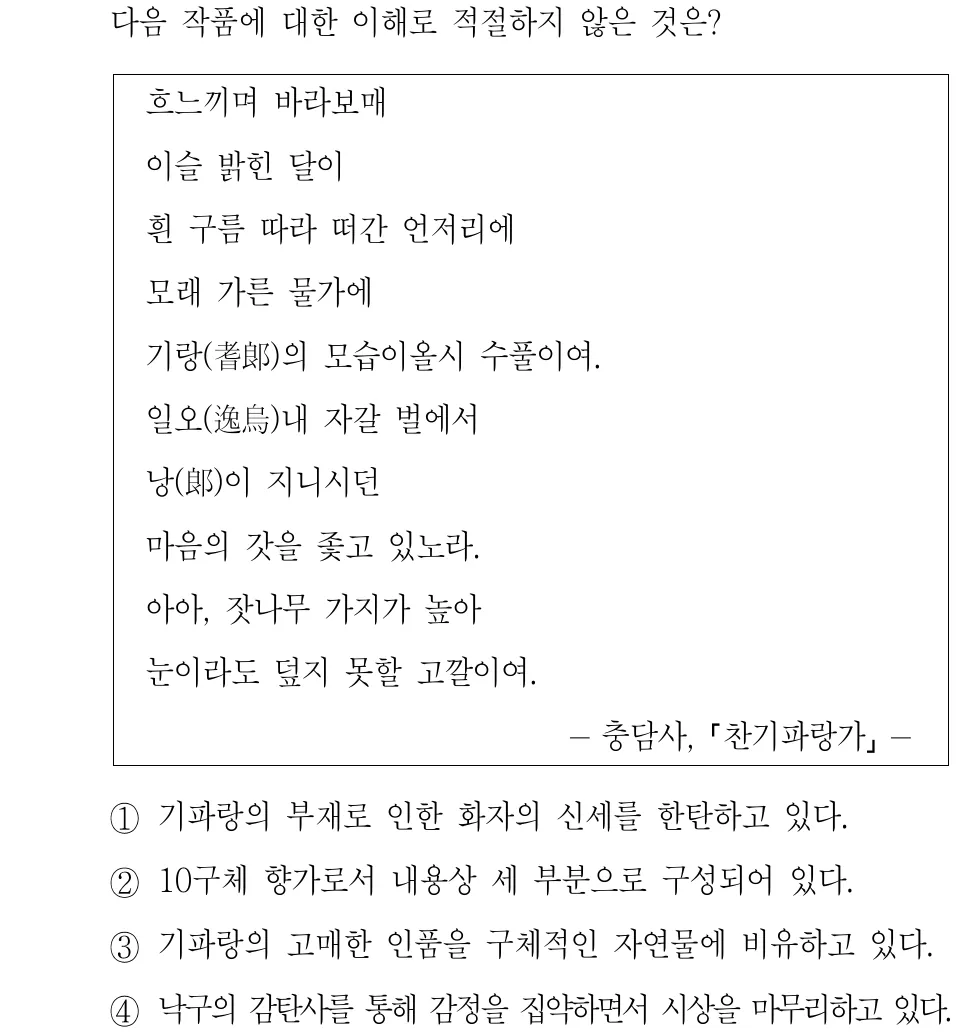 다음 작품에 대한 이해로 적절하지 않은 것은?
흐느끼며 바라보매
이슬 밝힌 달이
흰 구름 따라 떠간 언저리에
모래 가른 물가에
기랑(耆郞)의 모습이올시 수풀이여.
일오(逸烏)내 자갈 벌에서
낭(郞)이 지니시던
마음의 갓을 좇고 있노라.
아아, 잣나무 가지가 높아
눈이라도 덮지 못할 고깔이여.
－ 충담사, 「찬기파랑가」 －
① 기파랑의 부재로 인한 화자의 신세를 한탄하고 있다.
② 10구체 향가로서 내용상 세 부분으로 구성되어 있다.
③ 기파랑의 고매한 인품을 구체적인 자연물에 비유하고 있다.
④ 낙구의 감탄사를 통해 감정을 집약하면서 시상을 마무리하고 있다.